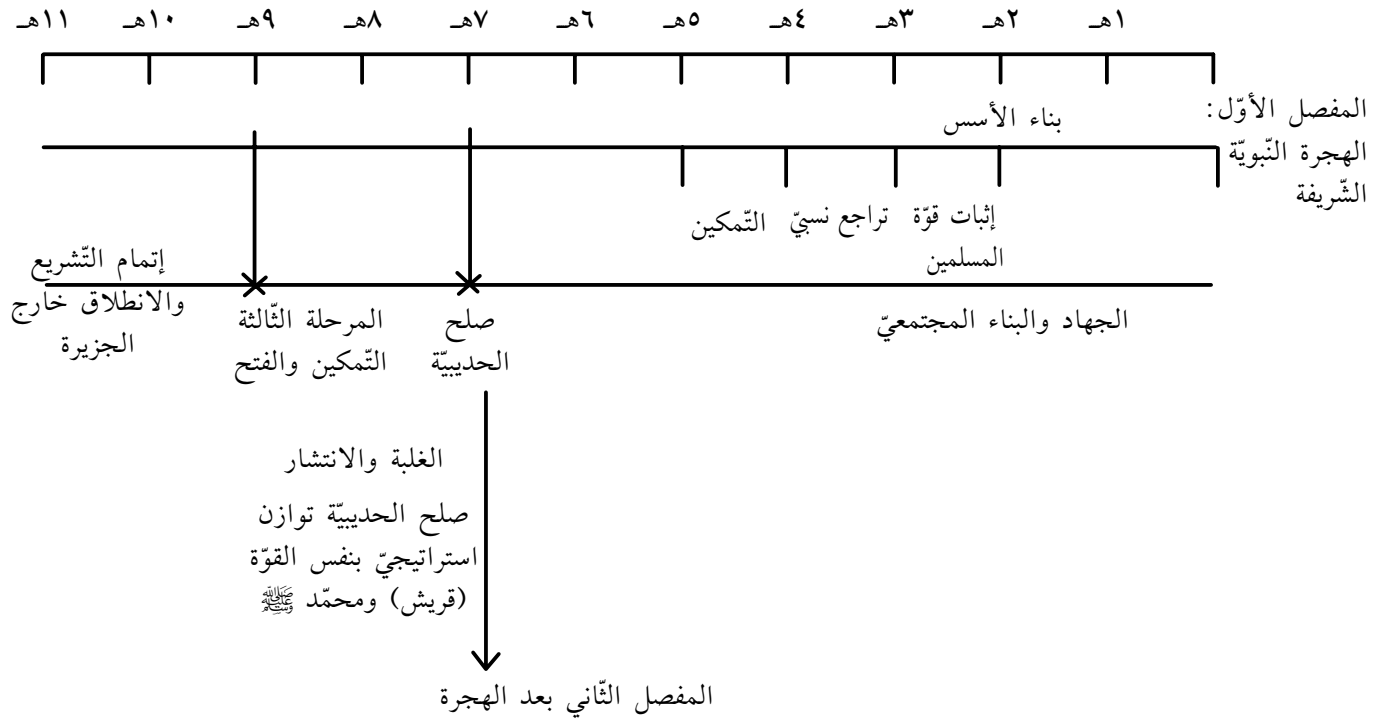 ١هـ ٢هـ ٣هـ ٤هـ ٥هـ ٦هـ ٧هـ ٨هـ ٩هـ ١٠هـ ١١هـ
المفصل الأوّل:
الهجرة النّبويّة
الشّريفة
بناء الأسس
إثبات قوّة
المسلمين
تراجع نسبيّ
التّمكين
الجهاد والبناء المجتمعيّ
صلح
الحديبيّة
المرحلة الثّالثة
التّمكين والفتح
إتمام التّشريع
والانطلاق خارج
الجزيرة
الغلبة والانتشار
صلح الحديبيّة توازن
استراتيجيّ بنفس القوّة
(قريش) ومحمّد ﷺ
المفصل الثّاني بعد الهجرة